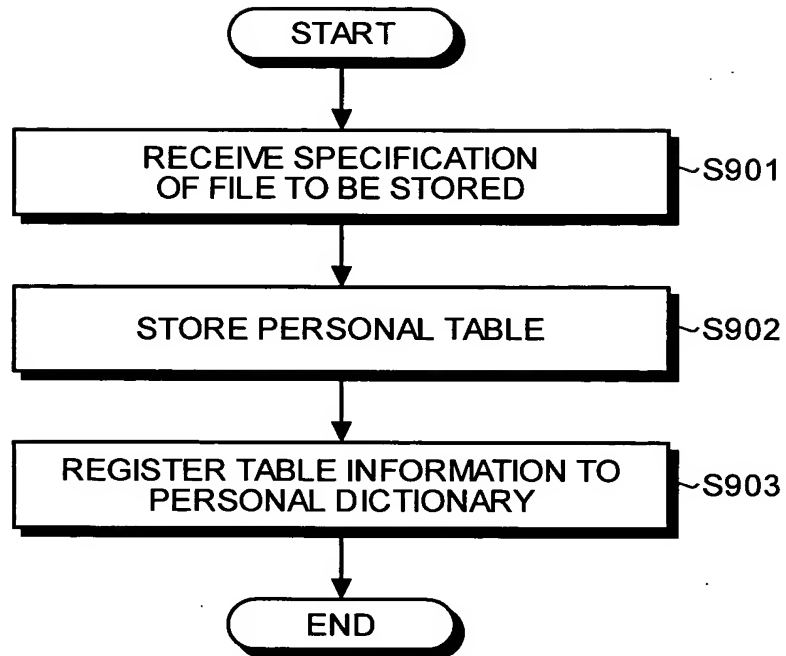 START
RECEIVE SPECIFICATION
OF FILE TO BE STORED
~S901
STORE PERSONAL TABLE
~S902
REGISTER TABLE INFORMATION TO
PERSONAL DICTIONARY
~S903
END